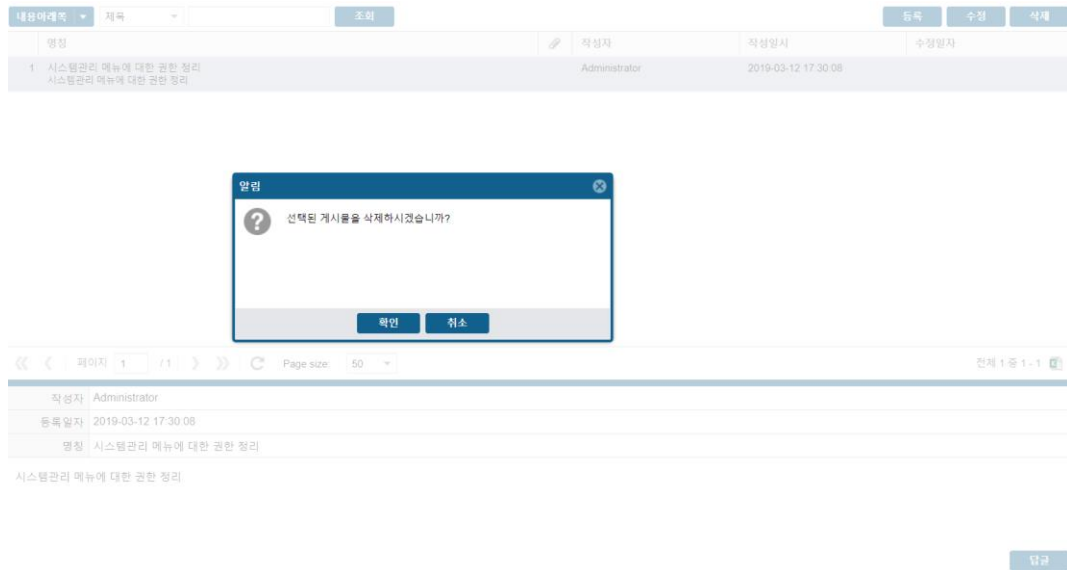 내용아래쪽 제목 조회 등록 수정 삭제
명칭 작성자 작성일시 수정일자
1 시스템관리 메뉴에 대한 권한 정리 Administrator 2019-03-12 17:30:08
시스템관리 메뉴에 대한 권한 정리
알림
선택된 게시물을 삭제하시겠습니까?
확인 취소
페이지 1 / 1 Page size: 50 전체 1 중 1 - 1
작성자 Administrator
등록일자 2019-03-12 17:30:08
명칭 시스템관리 메뉴에 대한 권한 정리
시스템관리 메뉴에 대한 권한 정리
답글